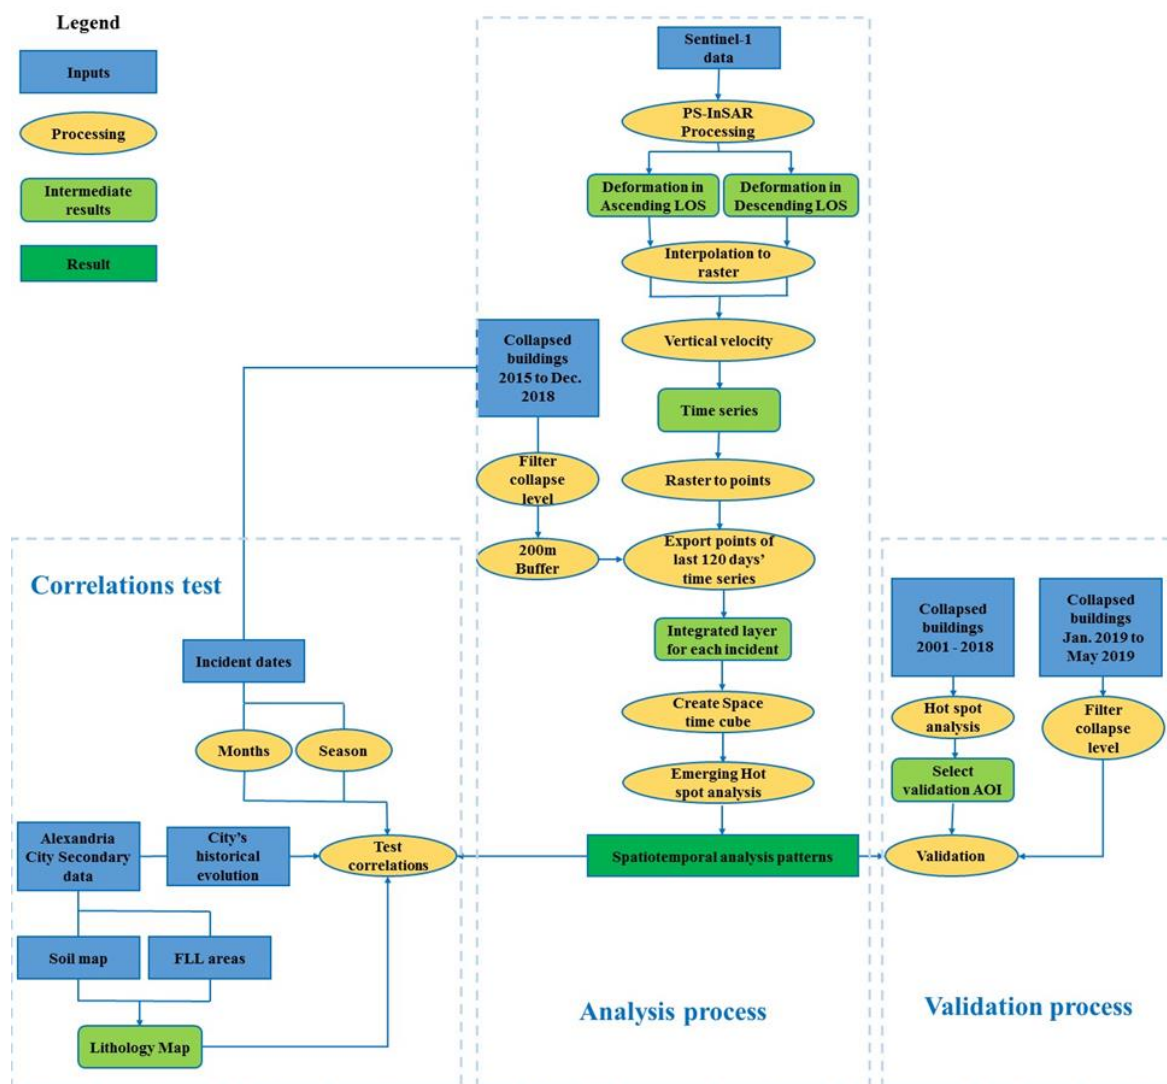 Legend
Inputs
Processing
Intermediate
results
Result
Sentinel-1
data
PS-InSAR
Processing
Deformation in
Ascending LOS
Deformation in
Descending LOS
Interpolation to
raster
Vertical velocity
Time series
Raster to points
Collapsed
buildings
2015 to Dec.
2018
Filter
collapse
level
200m
Buffer
Export points of
last 120 days'
time series
Integrated layer
for each incident
Create Space
time cube
Emerging Hot
spot analysis
Spatiotemporal analysis patterns
Analysis process
Correlations test
Incident dates
Months
Season
Alexandria
City Secondary
data
City's
historical
evolution
Test
correlations
Soil map
FLL areas
Lithology Map
Collapsed
buildings
2001 - 2018
Collapsed
buildings
Jan. 2019 to
May 2019
Hot spot
analysis
Filter
collapse
level
Select
validation AOI
Validation
Validation process